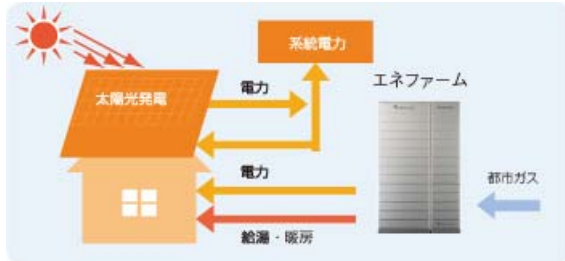 系統電力
エネファーム
太陽光発電
電力
電力
都市ガス
給湯・暖房